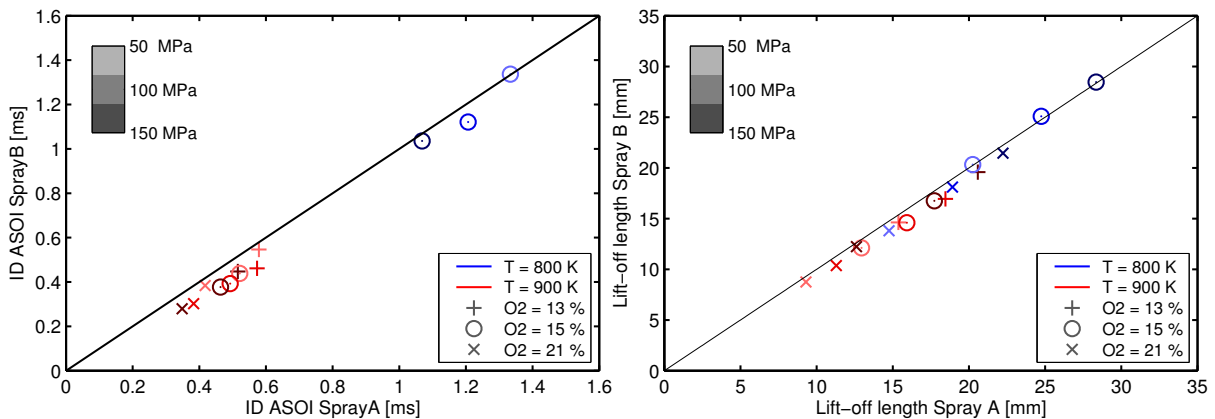 1.6
1.4
1.2
1
0.8
0.6
0.4
0.2
0
ID ASOI SprayB [ms]
50 MPa
100 MPa
150 MPa
T = 800 K
T = 900 K
O2 = 13 %
O2 = 15 %
O2 = 21 %
0 0.2 0.4 0.6 0.8 1 1.2 1.4 1.6
ID ASOI SprayA [ms]
35
30
25
20
15
10
5
0
Lift−off length Spray B [mm]
50 MPa
100 MPa
150 MPa
T = 800 K
T = 900 K
O2 = 13 %
O2 = 15 %
O2 = 21 %
0 5 10 15 20 25 30 35
Lift−off length Spray A [mm]